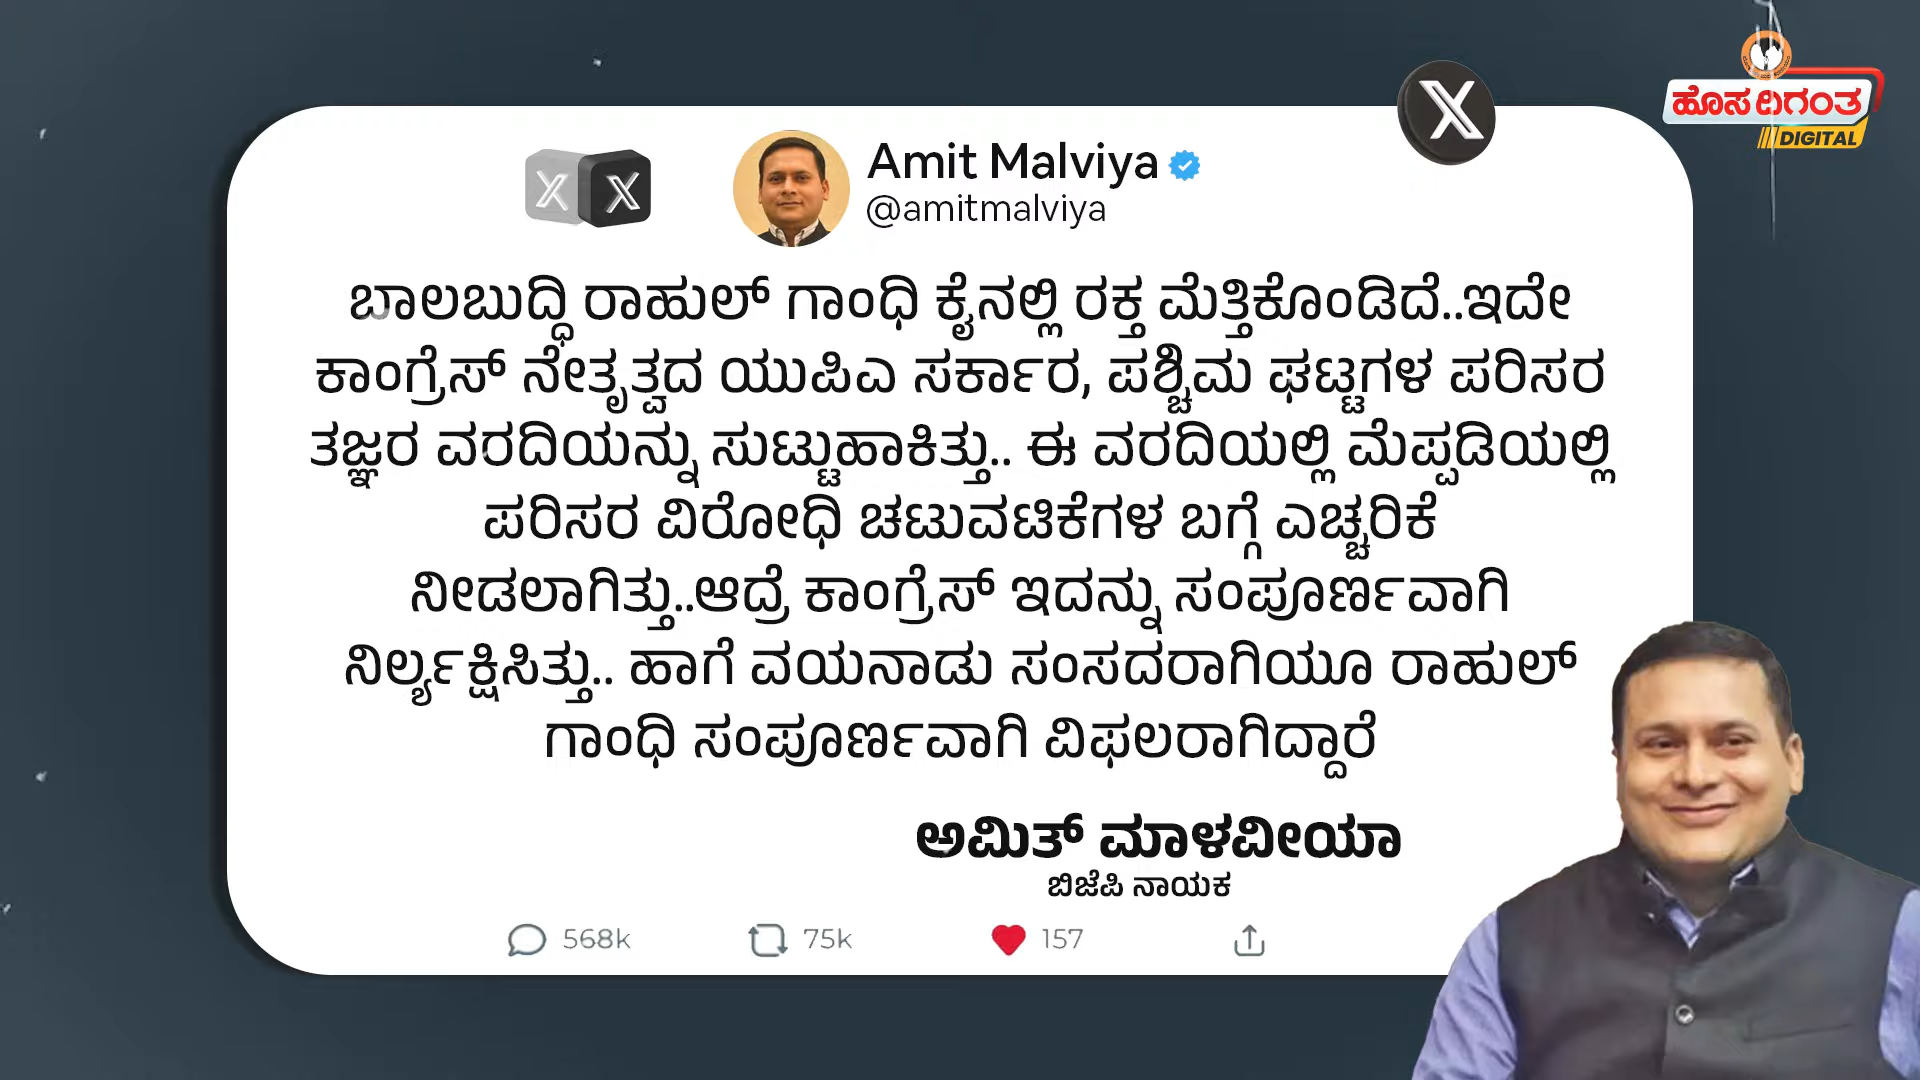 ಹೊಸ ದಿಗಂತ
DIGITAL
Amit Malviya
@amitmalviya
ಬಾಲಬುದ್ಧಿ ರಾಹುಲ್ ಗಾಂಧಿ ಕೈನಲ್ಲಿ ರಕ್ತ ಮೆತ್ತಿಕೊಂಡಿದೆ..ಇದೇ
ಕಾಂಗ್ರೆಸ್ ನೇತೃತ್ವದ ಯುಪಿಎ ಸರ್ಕಾರ, ಪಶ್ಚಿಮ ಘಟ್ಟಗಳ ಪರಿಸರ
ತಜ್ಞರ ವರದಿಯನ್ನು ಸುಟ್ಟುಹಾಕಿತ್ತು.. ಈ ವರದಿಯಲ್ಲಿ ಮೆಪ್ಪಡಿಯಲ್ಲಿ
ಪರಿಸರ ವಿರೋಧಿ ಚಟುವಟಿಕೆಗಳ ಬಗ್ಗೆ ಎಚ್ಚರಿಕೆ
ನೀಡಲಾಗಿತ್ತು..ಆದ್ರೆ ಕಾಂಗ್ರೆಸ್ ಇದನ್ನು ಸಂಪೂರ್ಣವಾಗಿ
ನಿರ್ಲ್ಯಕ್ಷಿಸಿತ್ತು.. ಹಾಗೆ ವಯನಾಡು ಸಂಸದರಾಗಿಯೂ ರಾಹುಲ್
ಗಾಂಧಿ ಸಂಪೂರ್ಣವಾಗಿ ವಿಫಲರಾಗಿದ್ದಾರೆ
ಅಮಿತ್ ಮಾಳವೀಯಾ
ಬಿಜೆಪಿ ನಾಯಕ
568k 75k 157